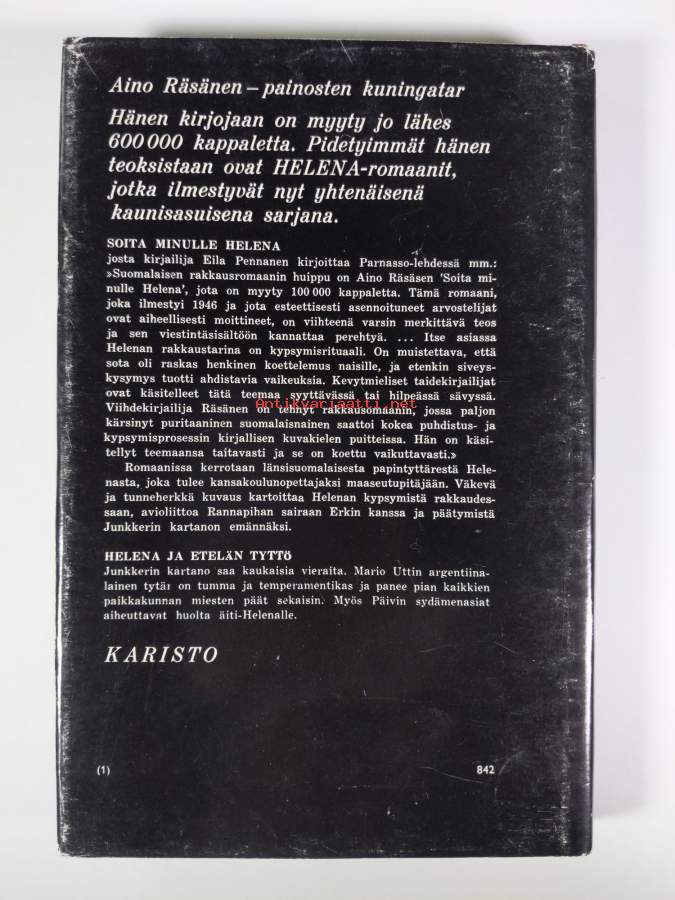 Aino Räsänen – painosten kuningatar
Hänen kirjojaan on myyty jo lähes
600 000 kappaletta. Pidetyimmät hänen
teoksistaan ovat HELENA-romaanit,
jotka ilmestyvät nyt yhtenäisenä
kaunisasuisena sarjana.
SOITA MINULLE HELENA
josta kirjailija Eila Pennanen kirjoittaa Parnasso-lehdessä mm.:
»Suomalaisen rakkausromaanin huippu on Aino Räsäsen 'Soita mi-
nulle Helena', jota on myyty 100 000 kappaletta. Tämä romaani,
joka ilmestyi 1946 ja jota esteettisesti asennoituneet arvostelijat
ovat aiheellisesti moittineet, on viihteenä varsin merkittävä teos
ja sen viestintäsisältöön kannattaa perehtyä. ... Itse asiassa
Helenan rakkaustarina on kypsymisrituaali. On muistettava, että
sota oli raskas henkinen koettelemus naisille, ja etenkin siveys-
kysymys tuotti ahdistavia vaikeuksia. Kevytmieliset taidekirjailijat
ovat käsitelleet tätä teemaa syyttävässä tai hilpeässä sävyssä.
Viihdekirjailija Räsänen on tehnyt rakkausomaanin, jossa paljon
kärsinyt puritaaninen suomalaisnainen saattoi kokea puhdistus- ja
kypsymisprosessin kirjallisen kuvakielen puitteissa. Hän on käsi-
tellyt teemaansa taitavasti ja se on koettu vaikuttavasti.»
Romaanissa kerrotaan länsisuomalaisesta papintyttärestä Hele-
nasta, joka tulee kansakoulunopettajaksi maaseutupitäjään. Väkevä
ja tunneherkkä kuvaus kartoittaa Helenan kypsymistä rakkaudes-
saan, avioliittoa Rannapihan sairaan Erkin kanssa ja päätymistä
Junkkerin kartanon emännäksi.
HELENA JA ETELÄN TYTTÖ
Junkkerin kartano saa kaukaisia vieraita. Mario Uttin argentiina-
lainen tytär on tumma ja temperamentikas ja panee pian kaikkien
paikkakunnan miesten päät sekaisin. Myös Päivin sydämenasiat
aiheuttavat huolta äiti-Helenalle.
KARISTO
(1) 842
Antikvariaatti.net